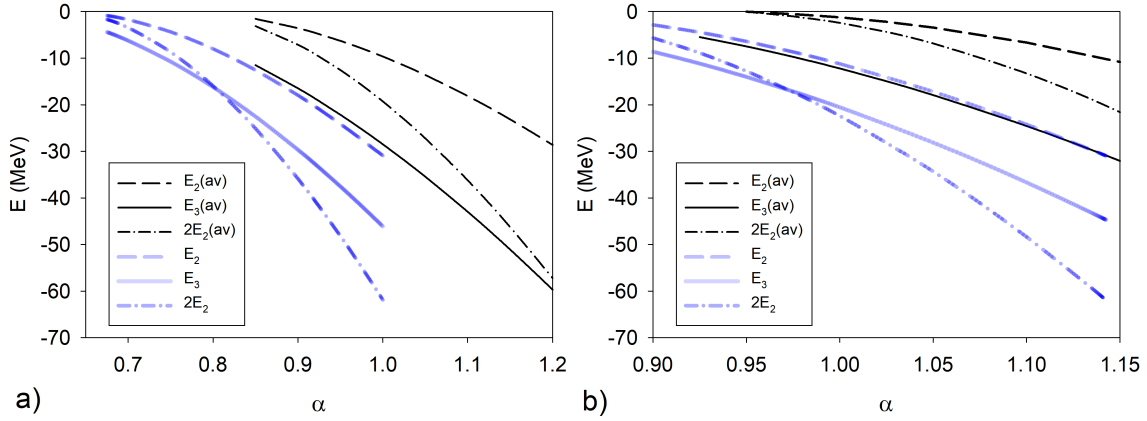 0
-10
-20
-30
-40
-50
-60
-70
E (MeV)
E₂(av)
E₃(av)
2E₂(av)
E₂
E₃
2E₂
0.7 0.8 0.9 1.0 1.1 1.2
a) α
0
-10
-20
-30
-40
-50
-60
-70
E (MeV)
E₂(av)
E₃(av)
2E₂(av)
E₂
E₃
2E₂
0.90 0.95 1.00 1.05 1.10 1.15
b) α